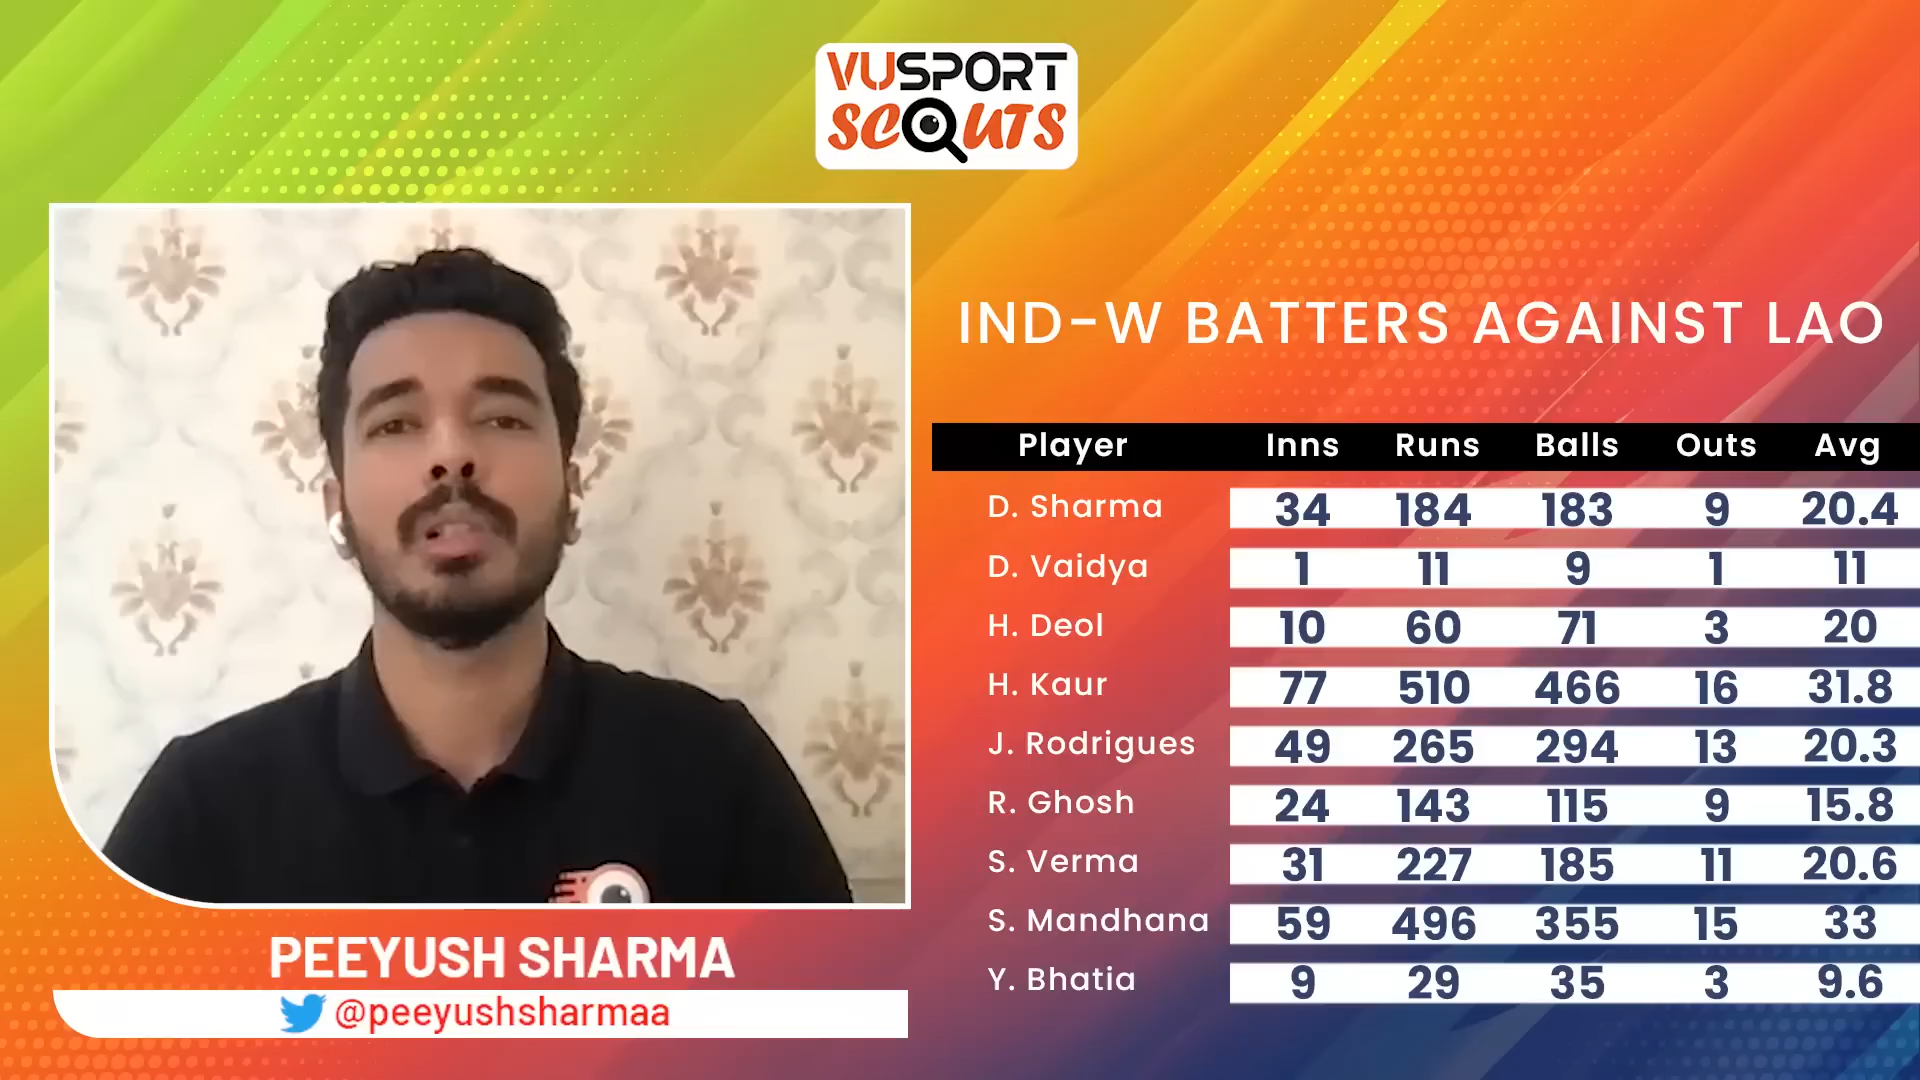 VUSPORT
SCOUTS
IND-W BATTERS AGAINST LAO
Player Inns Runs Balls Outs Avg
D. Sharma 34 184 183 9 20.4
D. Vaidya 1 11 9 1 11
H. Deol 10 60 71 3 20
H. Kaur 77 510 466 16 31.8
J. Rodrigues 49 265 294 13 20.3
R. Ghosh 24 143 115 9 15.8
S. Verma 31 227 185 11 20.6
S. Mandhana 59 496 355 15 33
Y. Bhatia 9 29 35 3 9.6
PEEYUSH SHARMA
@peeyushsharmaa